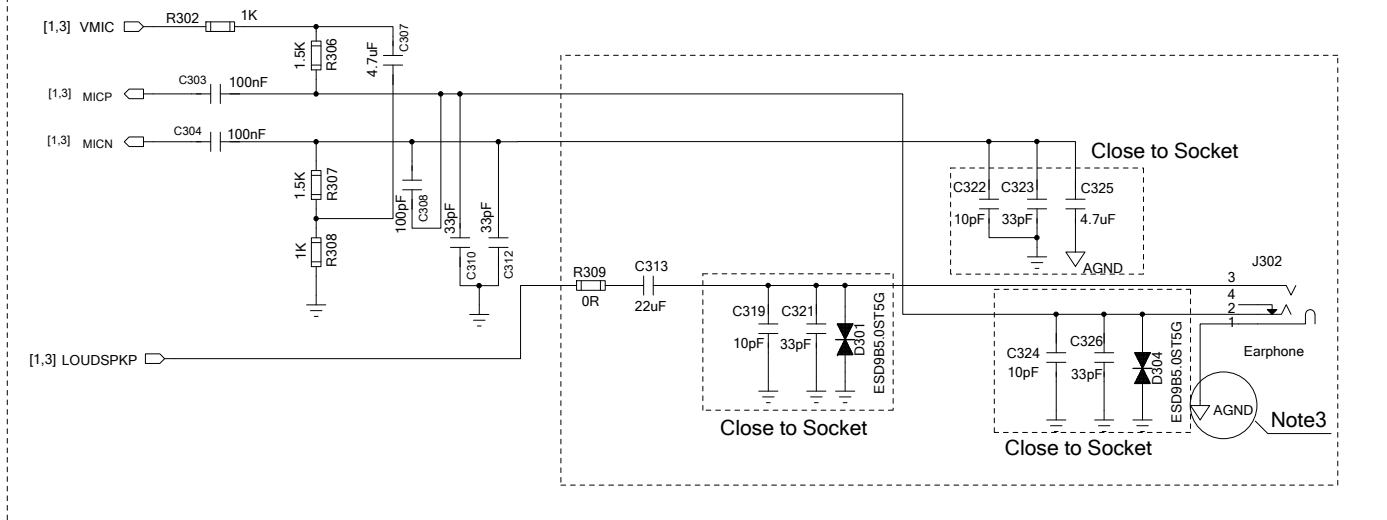 [1,3] VMIC
R302
1K
1.5K
R306
4.7uF
C307
[1,3] MICP
C303
100nF
[1,3] MICN
C304
100nF
1.5K
R307
100pF
C308
33pF
C310
33pF
C312
1K
R308
Close to Socket
C322
10pF
C323
33pF
C325
4.7uF
AGND
R309
0R
C313
22uF
C319
10pF
C321
33pF
D301
ESD9B5.0ST5G
Close to Socket
C324
10pF
C326
33pF
D304
ESD9B5.0ST5G
Close to Socket
J302
3
4
2
1
Earphone
AGND
Note3
[1,3] LOUDSPKP